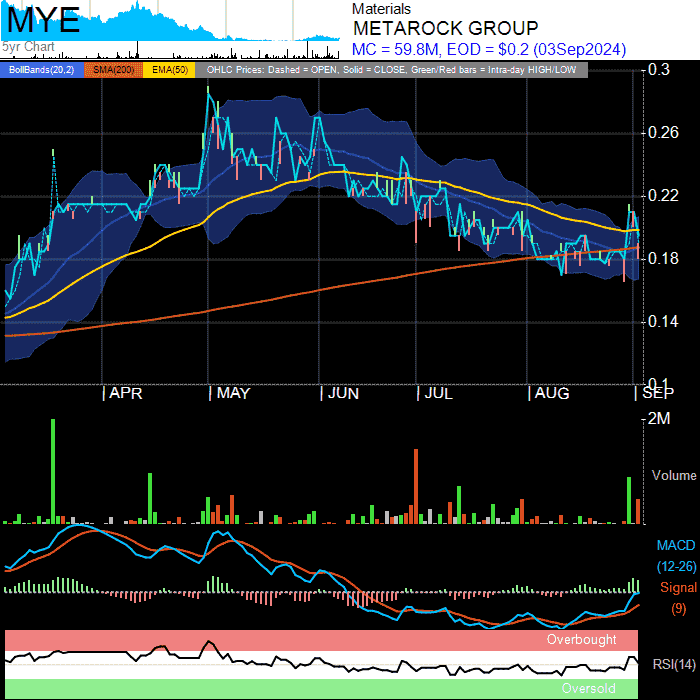 MYE
Materials
METAROCK GROUP
MC = 59.8M, EOD = $0.2 (03Sep2024)
5yr Chart
BollBands(20,2) SMA(200) EMA(50) OHLC Prices: Dashed = OPEN, Solid = CLOSE, Green/Red bars = Intra-day HIGH/LOW
0.3
0.26
0.22
0.18
0.14
0.1
APR MAY JUN JUL AUG SEP
2M
Volume
MACD
(12-26)
Signal
(9)
Overbought
RSI(14)
Oversold